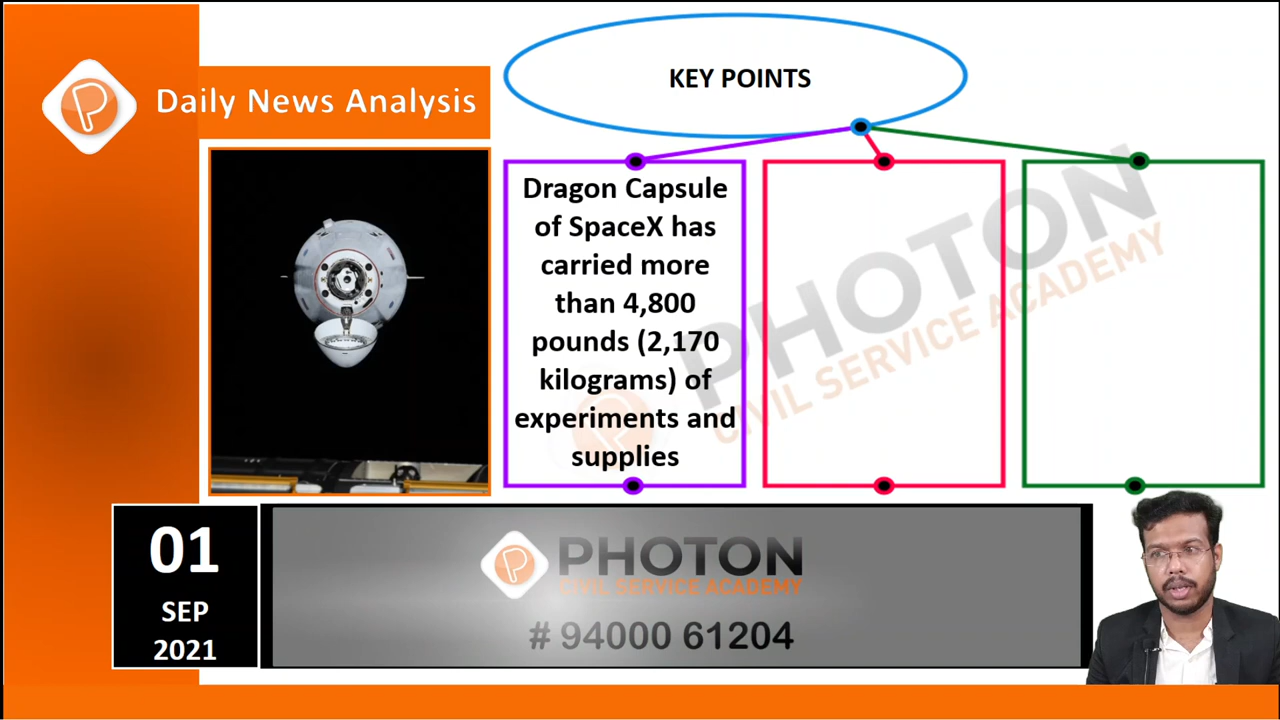 Daily News Analysis
KEY POINTS
Dragon Capsule
of SpaceX has
carried more
than 4,800
pounds (2,170
kilograms) of
experiments and
supplies
PHOTON
CIVIL SERVICE ACADEMY
01
SEP
2021
PHOTON
CIVIL SERVICE ACADEMY
# 94000 61204